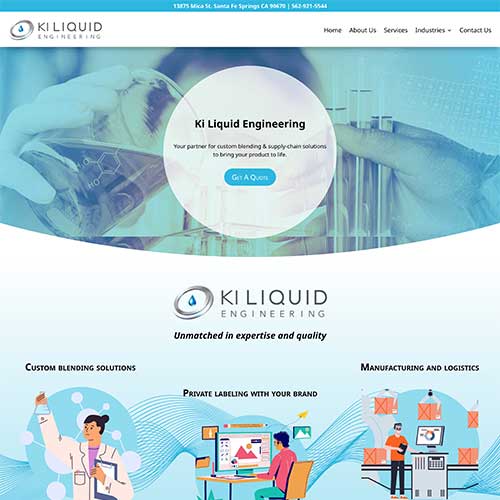 13875 Mica St. Santa Fe Springs CA 90670 | 562-921-5544
KI LIQUID
ENGINEERING
Home About Us Services Industries Contact Us
Ki Liquid Engineering
Your partner for custom blending & supply-chain solutions
to bring your product to life.
Get A Quote
KI LIQUID
ENGINEERING
Unmatched in expertise and quality
Custom blending solutions
Private labeling with your brand
Manufacturing and logistics